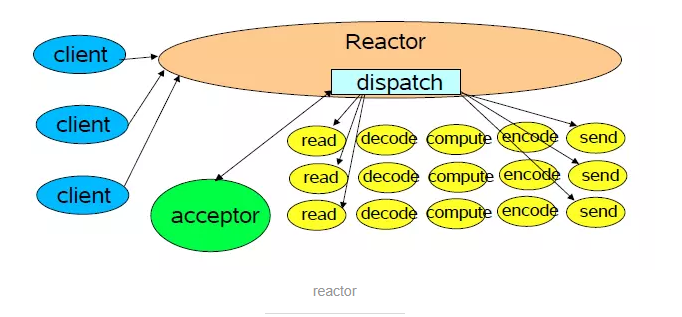 Reactor
client
dispatch
client
read decode compute encode send
read decode compute encode send
client
acceptor
read decode compute encode send
reactor